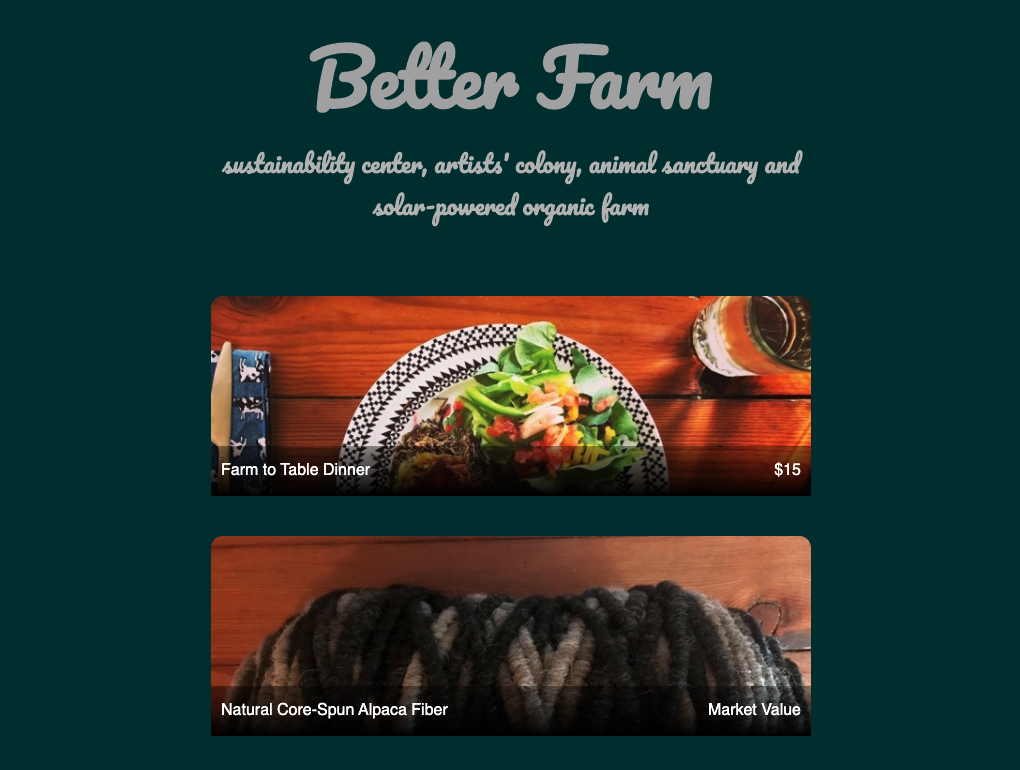 Better Farm
sustainability center, artists' colony, animal sanctuary and
solar-powered organic farm
Farm to Table Dinner
$15
Natural Core-Spun Alpaca Fiber
Market Value